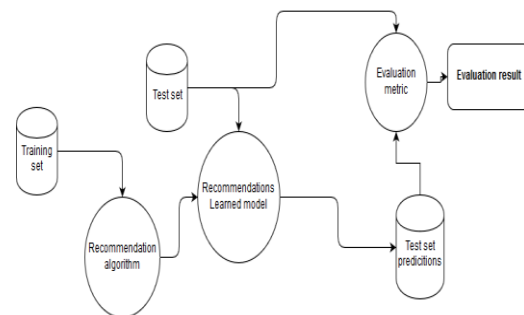 Test set
Evaluation
metric
Evaluation result
Training
set
Recommendations
Learned model
Recommendation
algorithm
Test set
predicitions